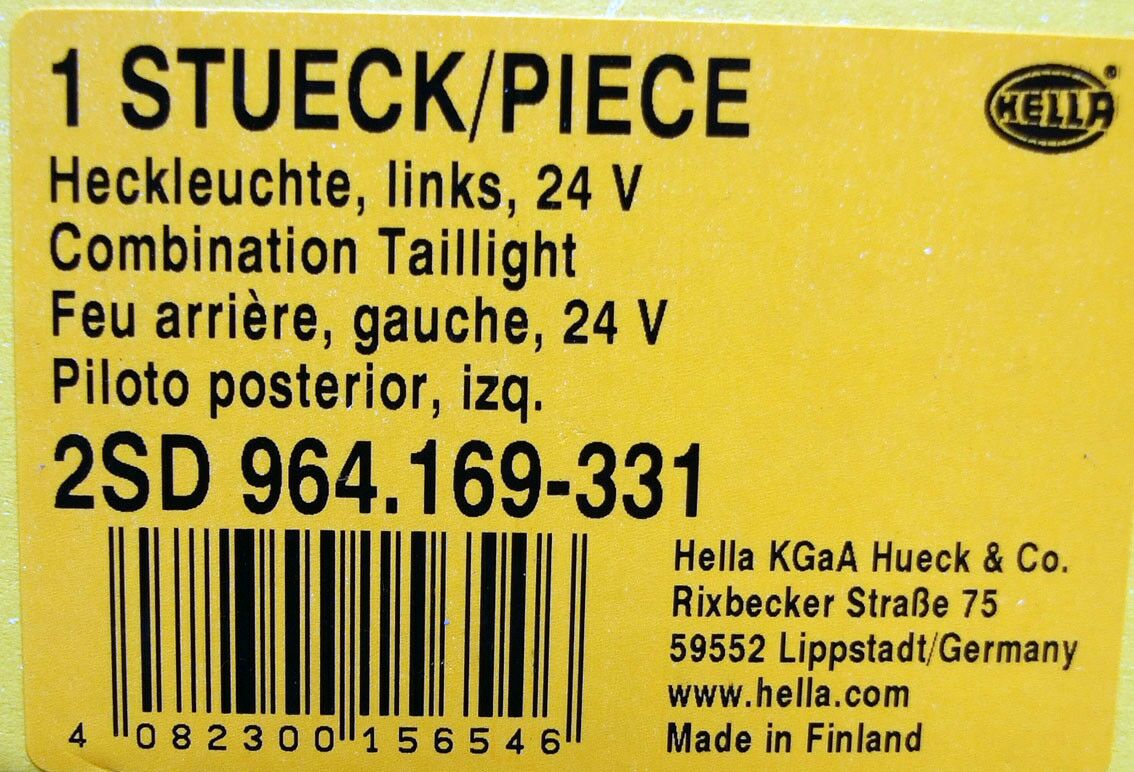 1 STUECK/PIECE
HELLA®
Heckleuchte, links, 24 V
Combination Taillight
Feu arrière, gauche, 24 V
Piloto posterior, izq.
2SD 964.169-331
4 082300 156546
Hella KGaA Hueck & Co.
Rixbecker Straße 75
59552 Lippstadt/Germany
www.hella.com
Made in Finland